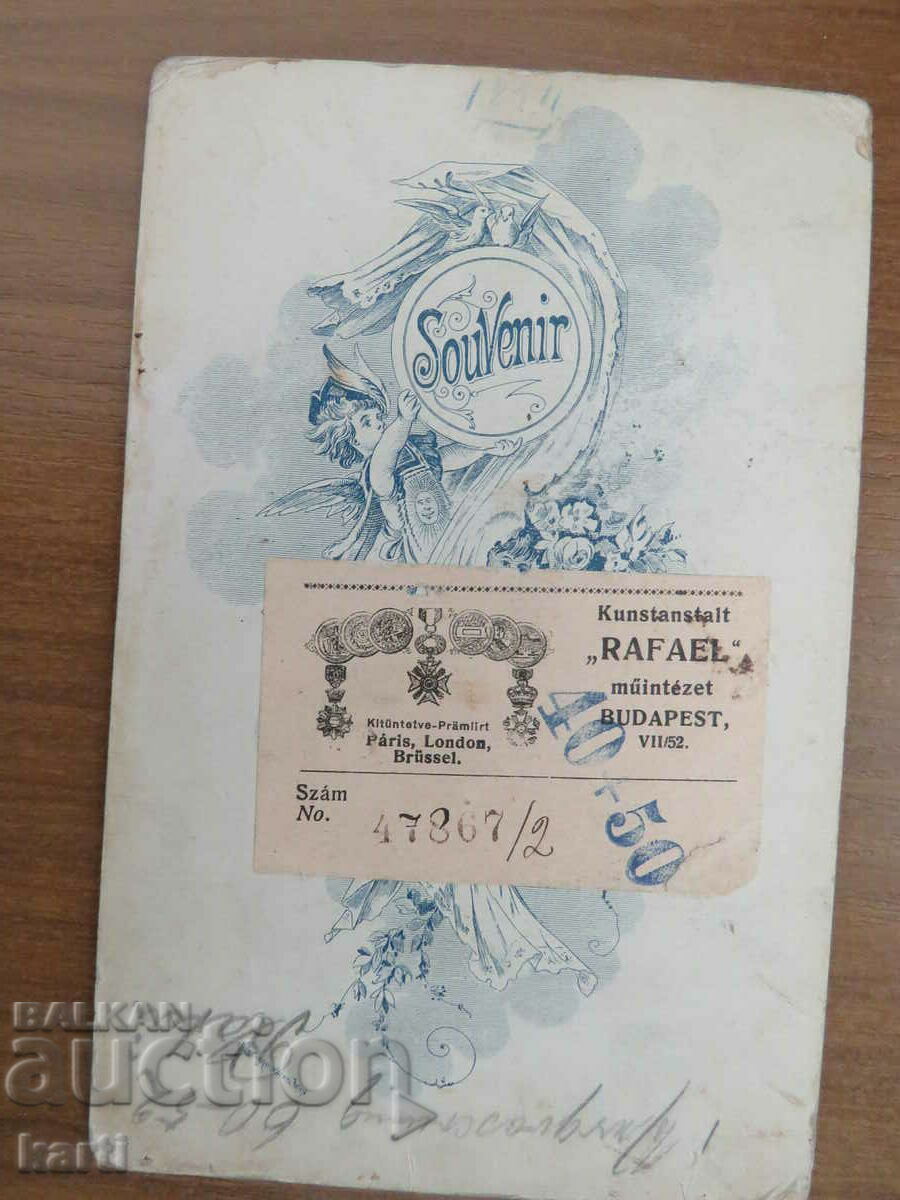 Souvenir
Kunstanstalt
„RAFAEL"
műintézet
BUDAPEST,
VII/52.
Kitüntetve-Prämiirt
Páris, London,
Brüssel.
Szám
No. 47867/2
40+50
BALKAN
auction
karti